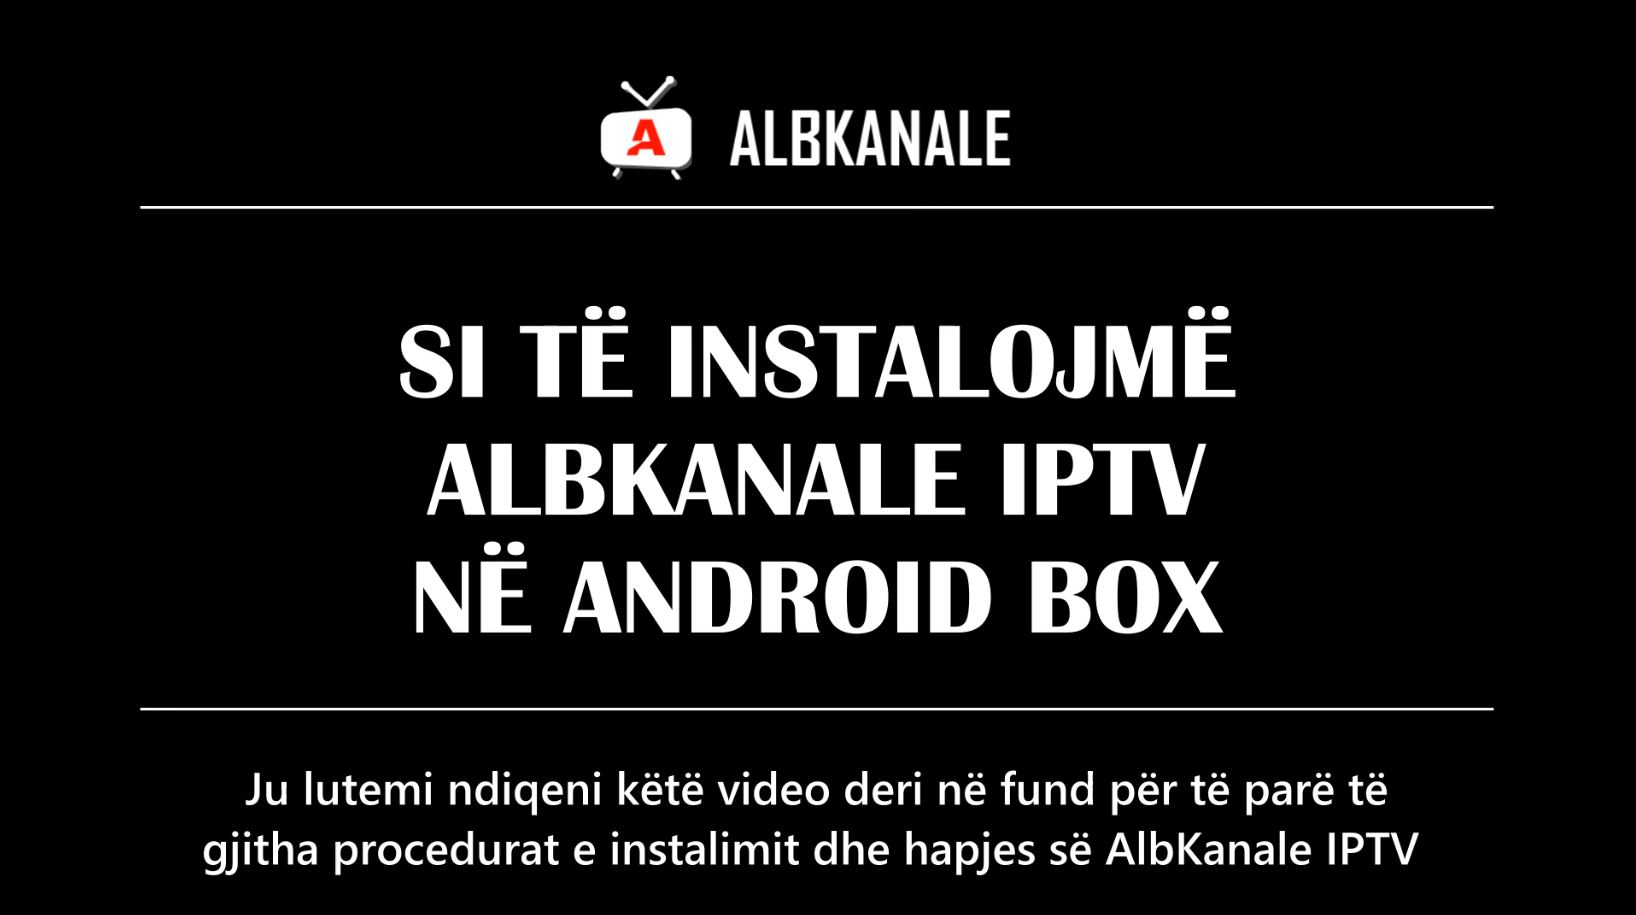 ALBKANALE
SI TË INSTALOJMË
ALBKANALE IPTV
NË ANDROID BOX
Ju lutemi ndiqeni këtë video deri në fund për të parë të
gjitha procedurat e instalimit dhe hapjes së AlbKanale IPTV